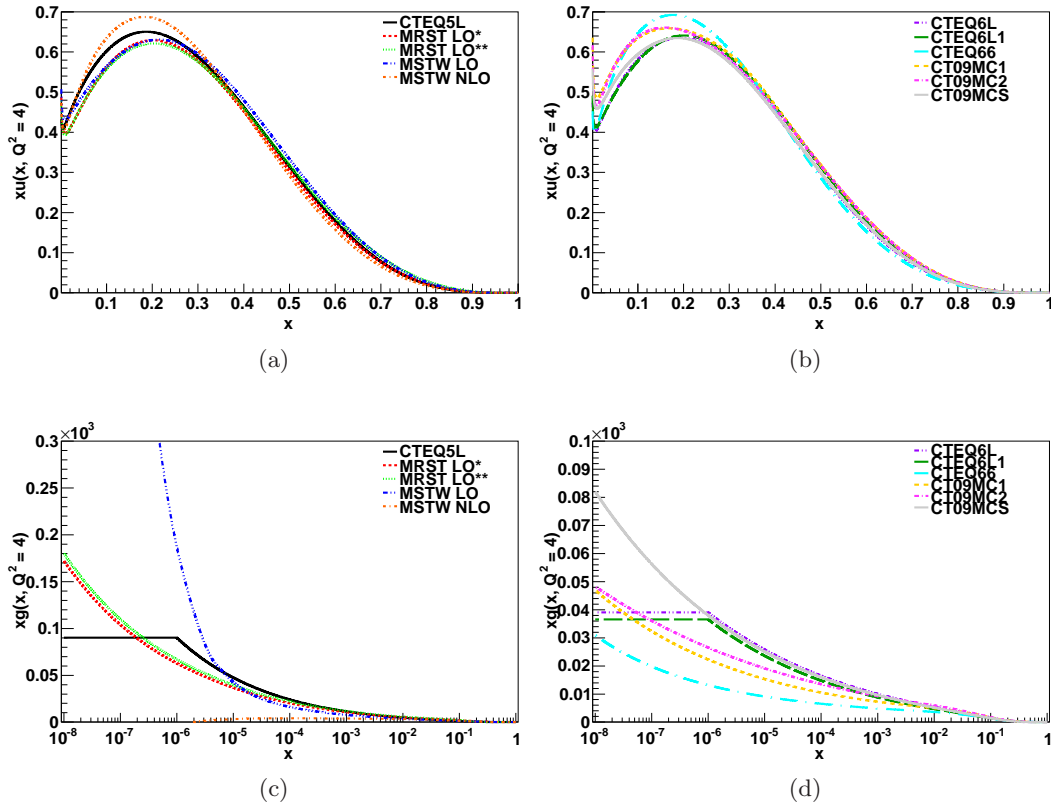 0.7
0.6
0.5
0.4
0.3
0.2
0.1
0
xu(x, Q² = 4)
CTEQ5L
MRST LO*
MRST LO**
MSTW LO
MSTW NLO
0.1 0.2 0.3 0.4 0.5 0.6 0.7 0.8 0.9 1
x
(a)
0.7
0.6
0.5
0.4
0.3
0.2
0.1
0
xu(x, Q² = 4)
CTEQ6L
CTEQ6L1
CTEQ66
CT09MC1
CT09MC2
CT09MCS
0.1 0.2 0.3 0.4 0.5 0.6 0.7 0.8 0.9 1
x
(b)
×10³
0.3
0.25
0.2
0.15
0.1
0.05
0
xg(x, Q² = 4)
CTEQ5L
MRST LO*
MRST LO**
MSTW LO
MSTW NLO
10⁻⁸ 10⁻⁷ 10⁻⁶ 10⁻⁵ 10⁻⁴ 10⁻³ 10⁻² 10⁻¹ 1
x
(c)
×10³
0.1
0.09
0.08
0.07
0.06
0.05
0.04
0.03
0.02
0.01
0
xg(x, Q² = 4)
CTEQ6L
CTEQ6L1
CTEQ66
CT09MC1
CT09MC2
CT09MCS
10⁻⁸ 10⁻⁷ 10⁻⁶ 10⁻⁵ 10⁻⁴ 10⁻³ 10⁻² 10⁻¹ 1
x
(d)